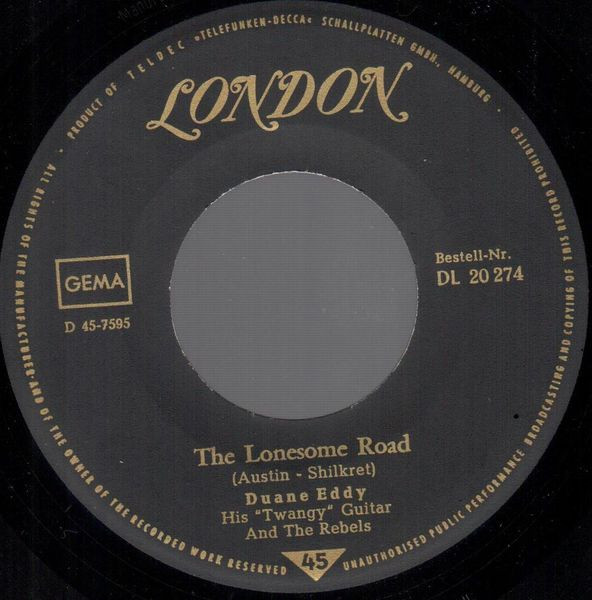 PRODUCT OF TELDEC »TELEFUNKEN-DECCA« SCHALLPLATTEN GMBH., HAMBURG ·
LONDON
ALL RIGHTS OF THE MANUFACTURER AND OF THE OWNER OF THE RECORDED WORK RESERVED
UNAUTHORISED PUBLIC PERFORMANCE BROADCASTING AND COPYING OF THIS RECORD PROHIBITED
GEMA
D 45-7595
Bestell-Nr.
DL 20 274
The Lonesome Road
(Austin - Shilkret)
Duane Eddy
His "Twangy" Guitar
And The Rebels
45